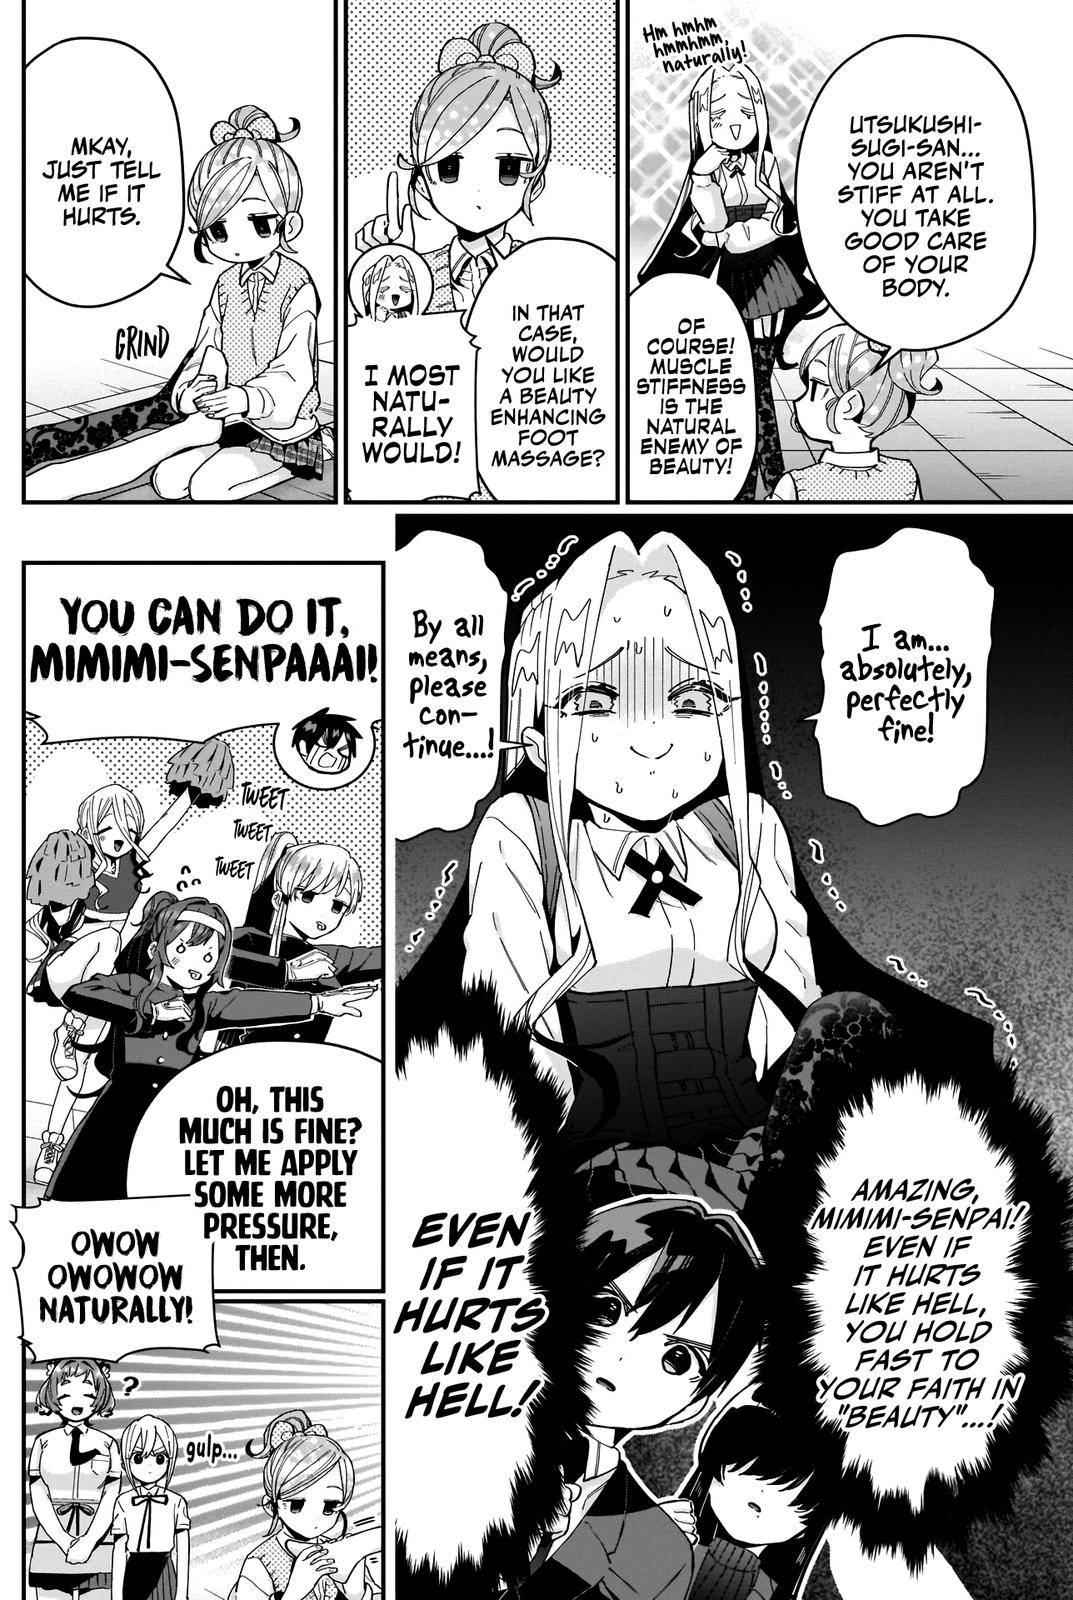 Hm hmhm
hmmhmm,
naturally!
UTSUKUSHI-
SUGI-SAN...
YOU AREN'T
STIFF AT ALL.
YOU TAKE
GOOD CARE
OF YOUR
BODY.
OF
COURSE!
MUSCLE
STIFFNESS
IS THE
NATURAL
ENEMY OF
BEAUTY!
IN THAT
CASE,
WOULD
YOU LIKE
A BEAUTY
ENHANCING
FOOT
MASSAGE?
I MOST
NATU-
RALLY
WOULD!
MKAY,
JUST TELL
ME IF IT
HURTS.
GRIND
I am...
absolutely,
perfectly
fine!
By all
means,
please
con-
tinue...!
AMAZING,
MIMIMI-SENPAI!
EVEN IF
IT HURTS
LIKE HELL,
YOU HOLD
FAST TO
YOUR FAITH IN
"BEAUTY"...!
EVEN
IF IT
HURTS
LIKE
HELL!
YOU CAN DO IT,
MIMIMI-SENPAAAI!
TWEET
TWEET
TWEET
OH, THIS
MUCH IS FINE?
LET ME APPLY
SOME MORE
PRESSURE,
THEN.
OWOW
OWOWOW
NATURALLY!
?
gulp...